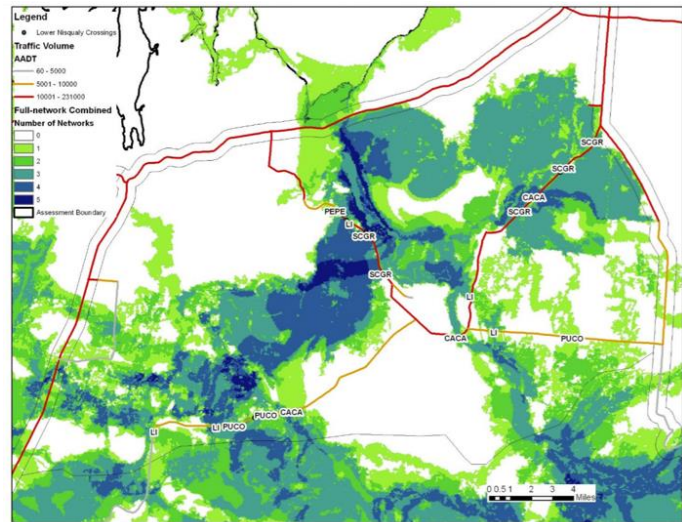 Legend
Lower Nisqualy Crossings
Traffic Volume
AADT
60 - 5000
5001 - 10000
10001 - 231000
Full-network Combined
Number of Networks
0
1
2
3
4
5
Assessment Boundary
SCGR
SCGR
CACA
SCGR
PEPE
LI
SCGR
SCGR
LI
LI
CACA
PUCO
PUCO
CACA
LI
LI
PUCO
0 0.5 1 2 3 4
Miles